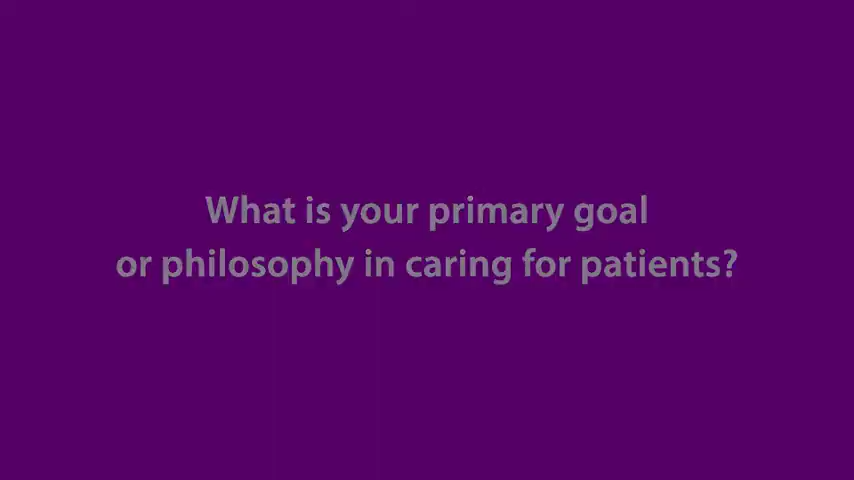 What is your primary goal
or philosophy in caring for patients?